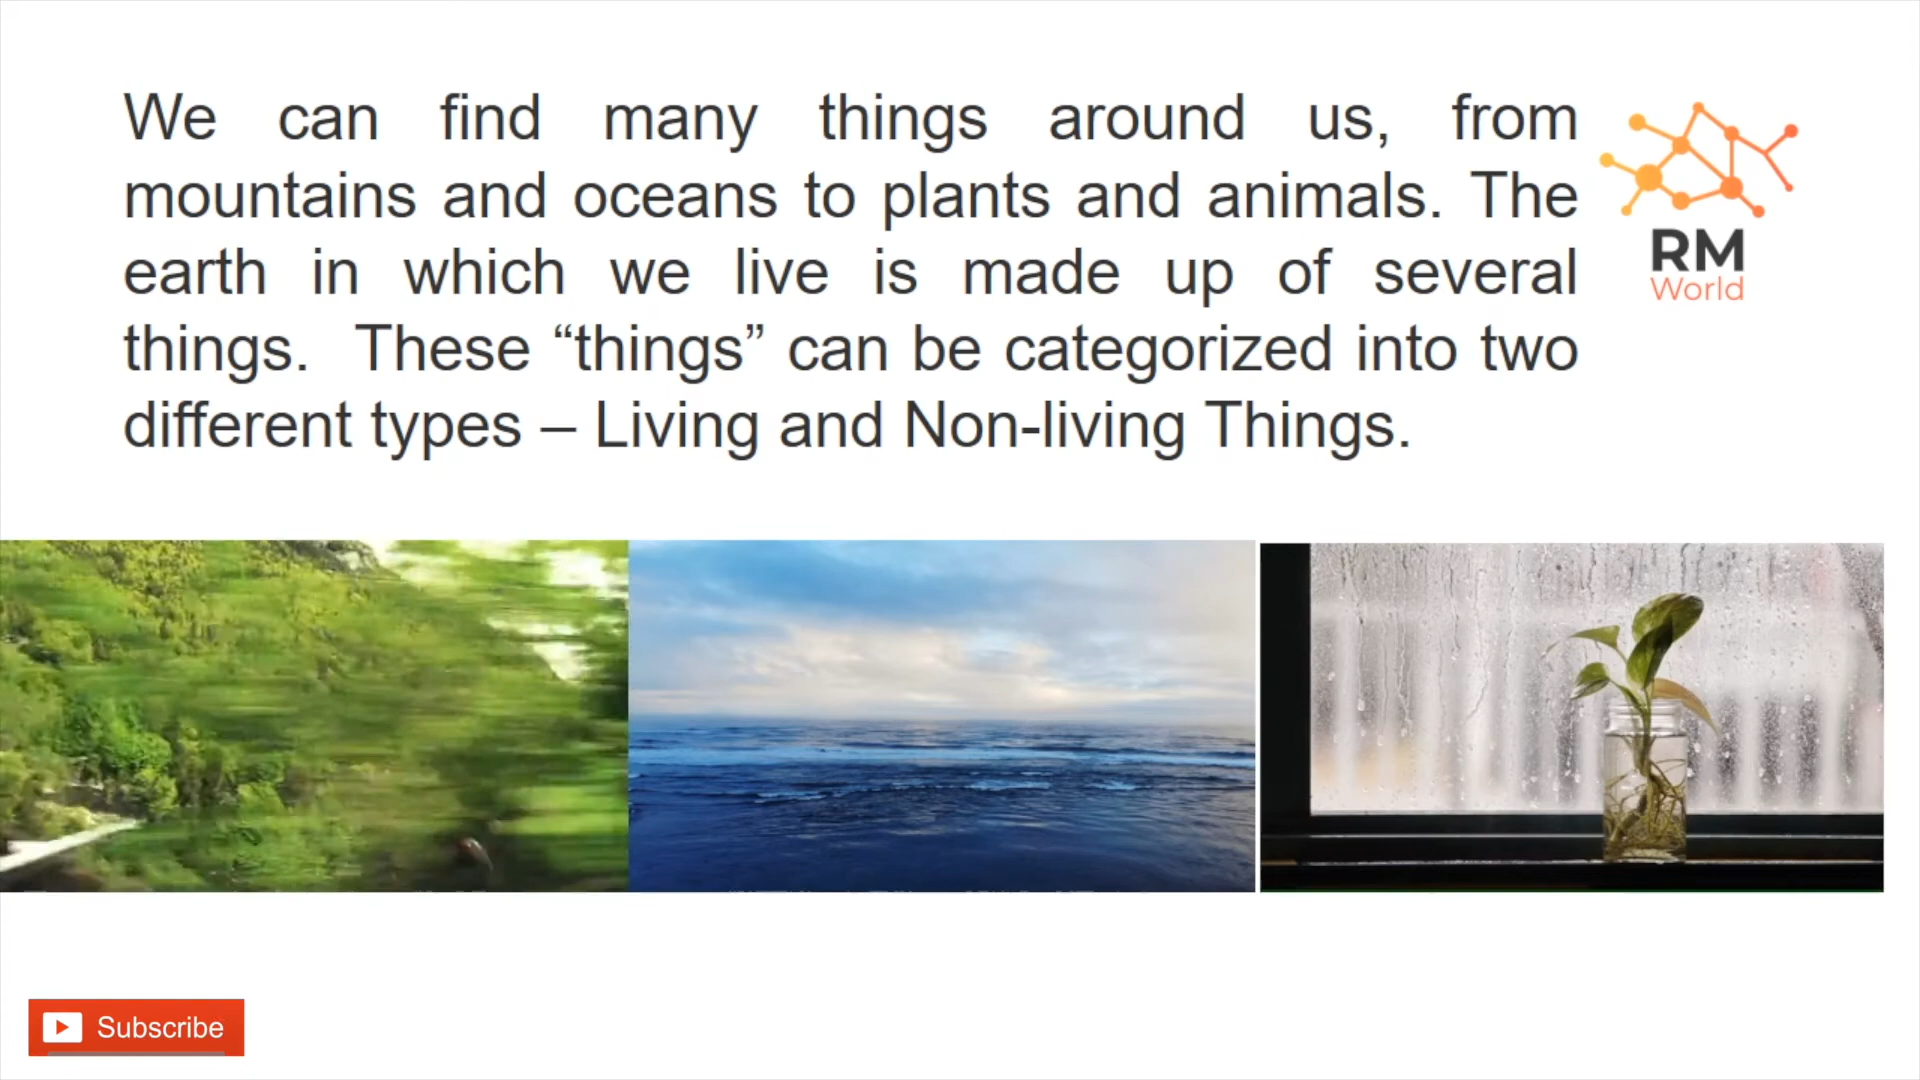 We can find many things around us, from
mountains and oceans to plants and animals. The
earth in which we live is made up of several
things. These “things” can be categorized into two
different types – Living and Non-living Things.
RM
World
Subscribe